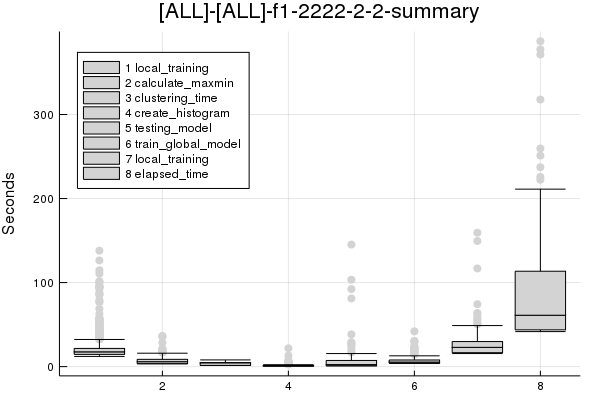 [ALL]-[ALL]-f1-2222-2-2-summary
1 local_training
2 calculate_maxmin
3 clustering_time
4 create_histogram
5 testing_model
6 train_global_model
7 local_training
8 elapsed_time
Seconds
300
200
100
0
2 4 6 8